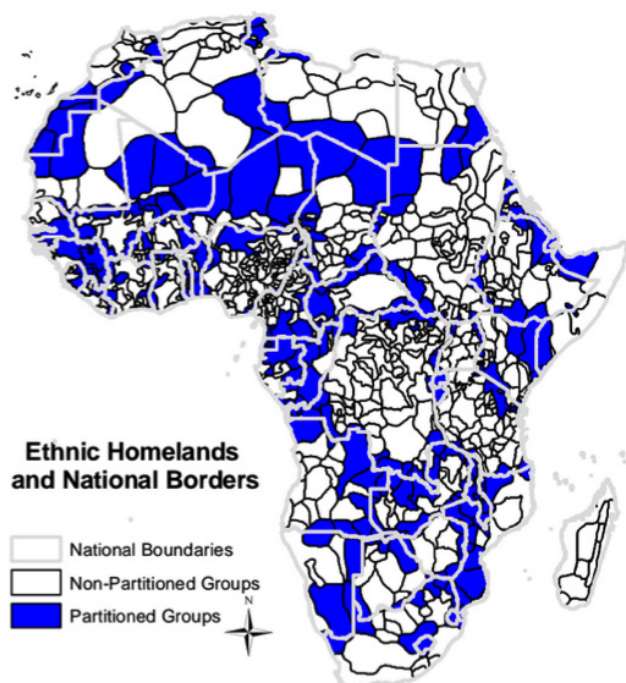 Ethnic Homelands
and National Borders
National Boundaries
Non-Partitioned Groups
Partitioned Groups
N